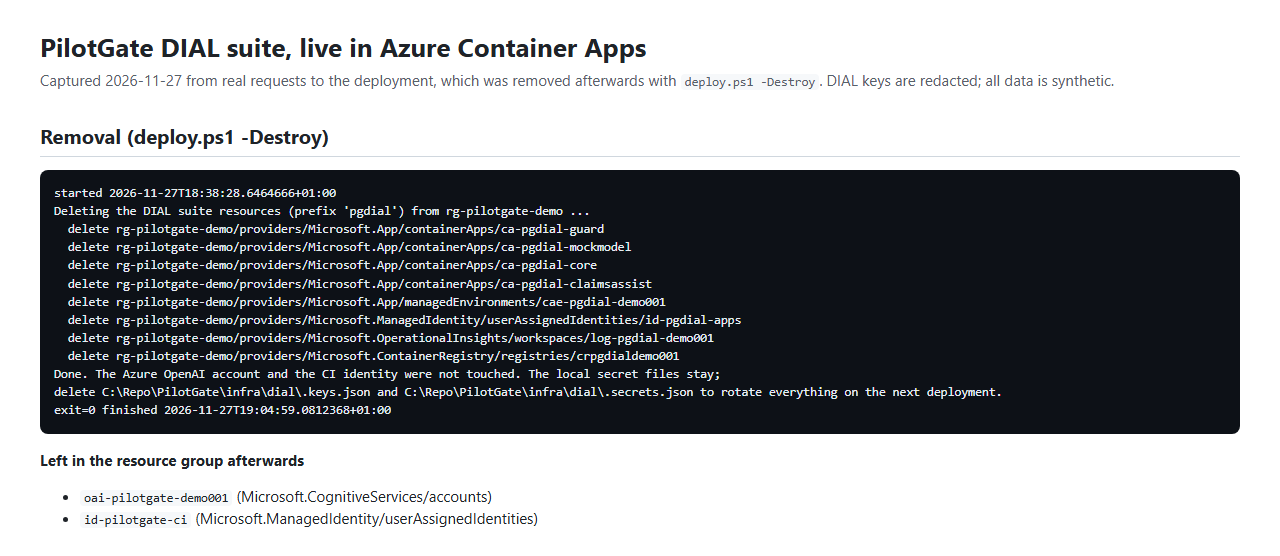 PilotGate DIAL suite, live in Azure Container Apps
Captured 2026-11-27 from real requests to the deployment, which was removed afterwards with deploy.ps1 -Destroy. DIAL keys are redacted; all data is synthetic.
Removal (deploy.ps1 -Destroy)
started 2026-11-27T18:38:28.6464666+01:00
Deleting the DIAL suite resources (prefix 'pgdial') from rg-pilotgate-demo ...
delete rg-pilotgate-demo/providers/Microsoft.App/containerApps/ca-pgdial-guard
delete rg-pilotgate-demo/providers/Microsoft.App/containerApps/ca-pgdial-mockmodel
delete rg-pilotgate-demo/providers/Microsoft.App/containerApps/ca-pgdial-core
delete rg-pilotgate-demo/providers/Microsoft.App/containerApps/ca-pgdial-claimsassist
delete rg-pilotgate-demo/providers/Microsoft.App/managedEnvironments/cae-pgdial-demo001
delete rg-pilotgate-demo/providers/Microsoft.ManagedIdentity/userAssignedIdentities/id-pgdial-apps
delete rg-pilotgate-demo/providers/Microsoft.OperationalInsights/workspaces/log-pgdial-demo001
delete rg-pilotgate-demo/providers/Microsoft.ContainerRegistry/registries/crpgdialdemo001
Done. The Azure OpenAI account and the CI identity were not touched. The local secret files stay;
delete C:\Repo\PilotGate\infra\dial\.keys.json and C:\Repo\PilotGate\infra\dial\.secrets.json to rotate everything on the next deployment.
exit=0 finished 2026-11-27T19:04:59.0812368+01:00
Left in the resource group afterwards
• oai-pilotgate-demo001 (Microsoft.CognitiveServices/accounts)
• id-pilotgate-ci (Microsoft.ManagedIdentity/userAssignedIdentities)